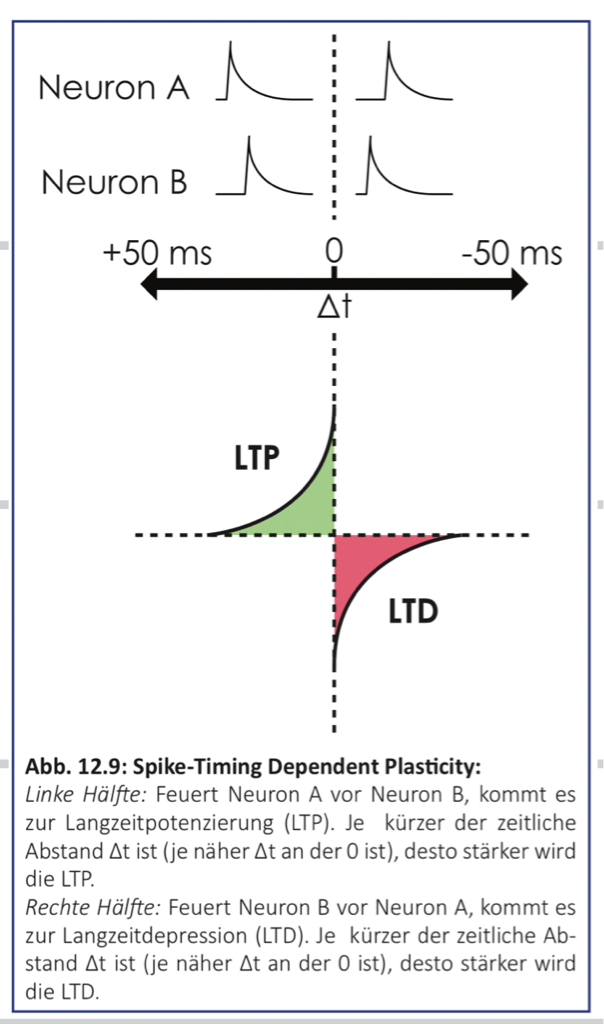 Neuron A
Neuron B
+50 ms 0 -50 ms
Δt
LTP
LTD
Abb. 12.9: Spike-Timing Dependent Plasticity:
Linke Hälfte: Feuert Neuron A vor Neuron B, kommt es
zur Langzeitpotenzierung (LTP). Je kürzer der zeitliche
Abstand Δt ist (je näher Δt an der 0 ist), desto stärker wird
die LTP.
Rechte Hälfte: Feuert Neuron B vor Neuron A, kommt es
zur Langzeitdepression (LTD). Je kürzer der zeitliche Ab-
stand Δt ist (je näher Δt an der 0 ist), desto stärker wird
die LTD.